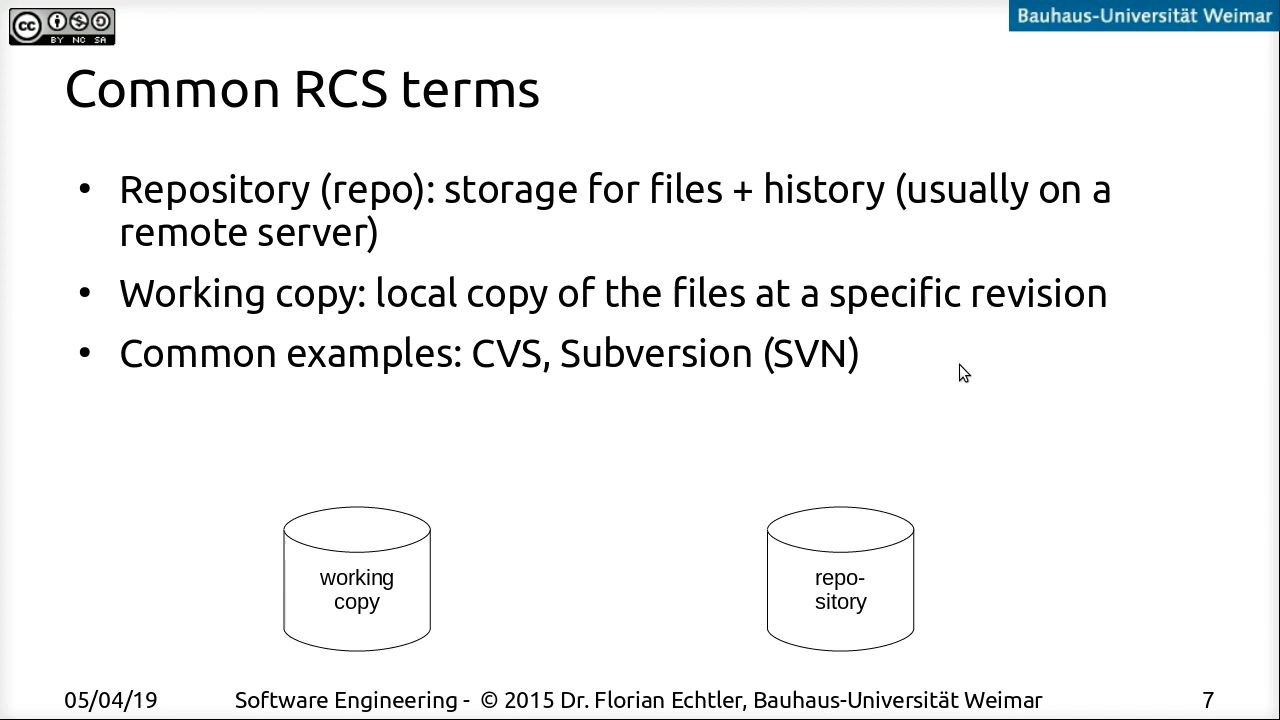 Bauhaus-Universität Weimar
cc
BY NC SA
Common RCS terms
• Repository (repo): storage for files + history (usually on a
remote server)
• Working copy: local copy of the files at a specific revision
• Common examples: CVS, Subversion (SVN)
working
copy
repo-
sitory
05/04/19
Software Engineering - © 2015 Dr. Florian Echtler, Bauhaus-Universität Weimar
7